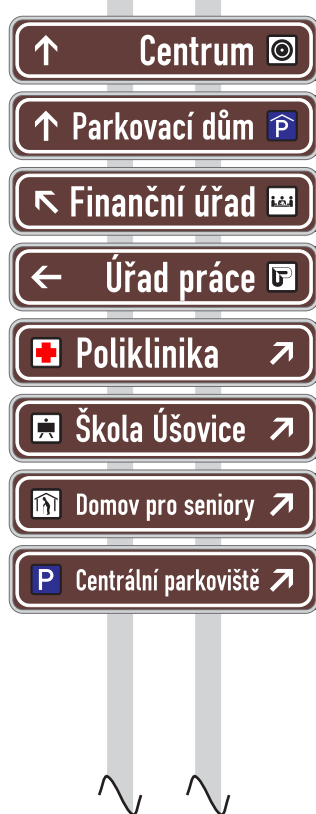 Centrum
Parkovací dům P
Finanční úřad
Úřad práce
Poliklinika
Škola Úšovice
Domov pro seniory
P Centrální parkoviště